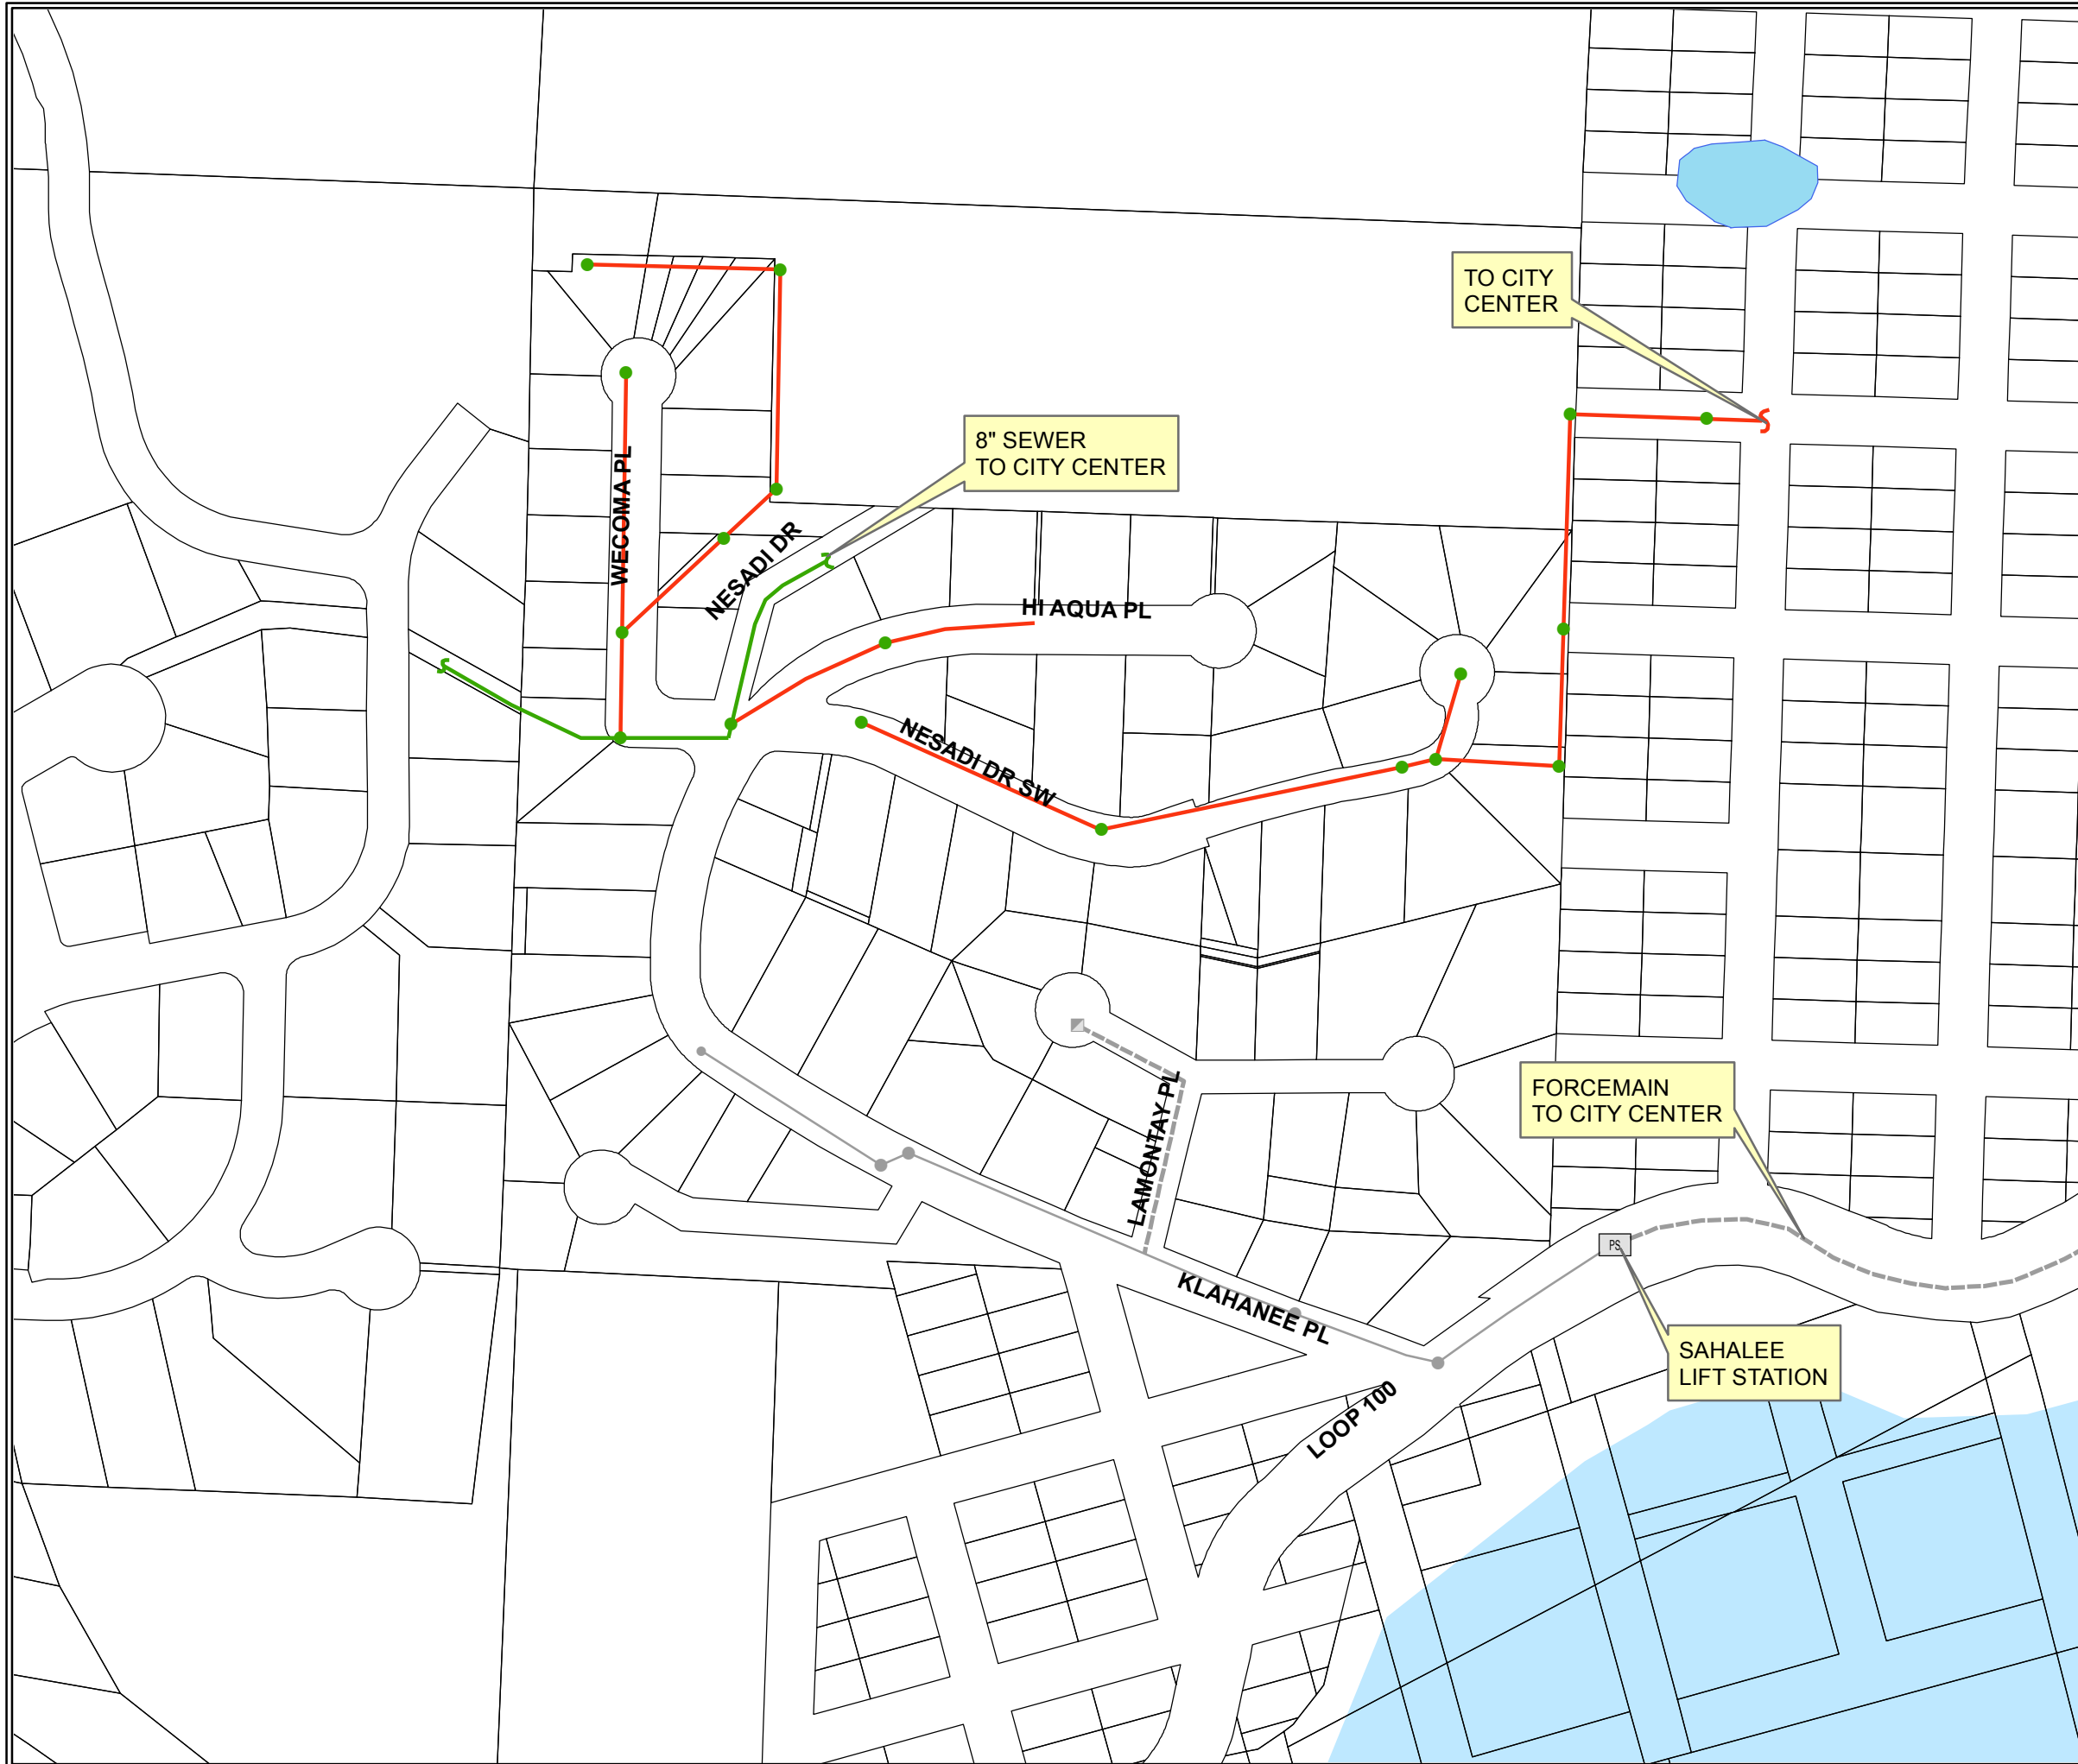 TO CITY
CENTER
8" SEWER
TO CITY CENTER
WECOMA PL
NESADI DR
HI AQUA PL
NESADI DR SW
FORCEMAIN
TO CITY CENTER
LAMONTAY PL
PS
KLAHANEE PL
SAHALEE
LIFT STATION
LOOP 100